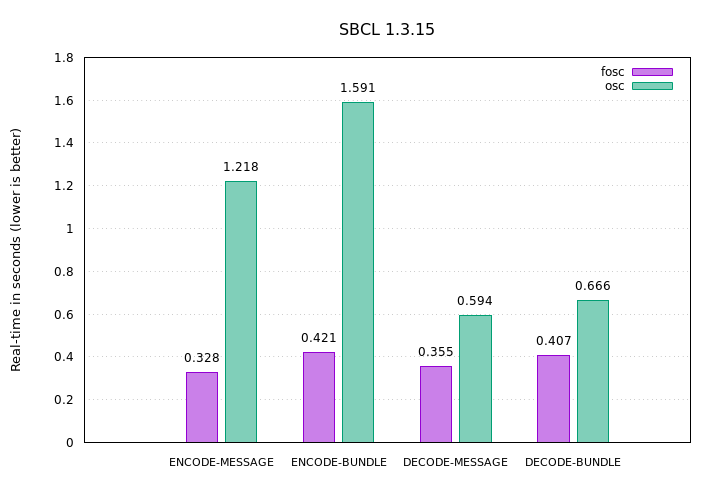 SBCL 1.3.15
Real-time in seconds (lower is better)
1.8
1.6
1.4
1.2
1
0.8
0.6
0.4
0.2
0
fosc
osc
0.328
1.218
0.421
1.591
0.355
0.594
0.407
0.666
ENCODE-MESSAGE
ENCODE-BUNDLE
DECODE-MESSAGE
DECODE-BUNDLE